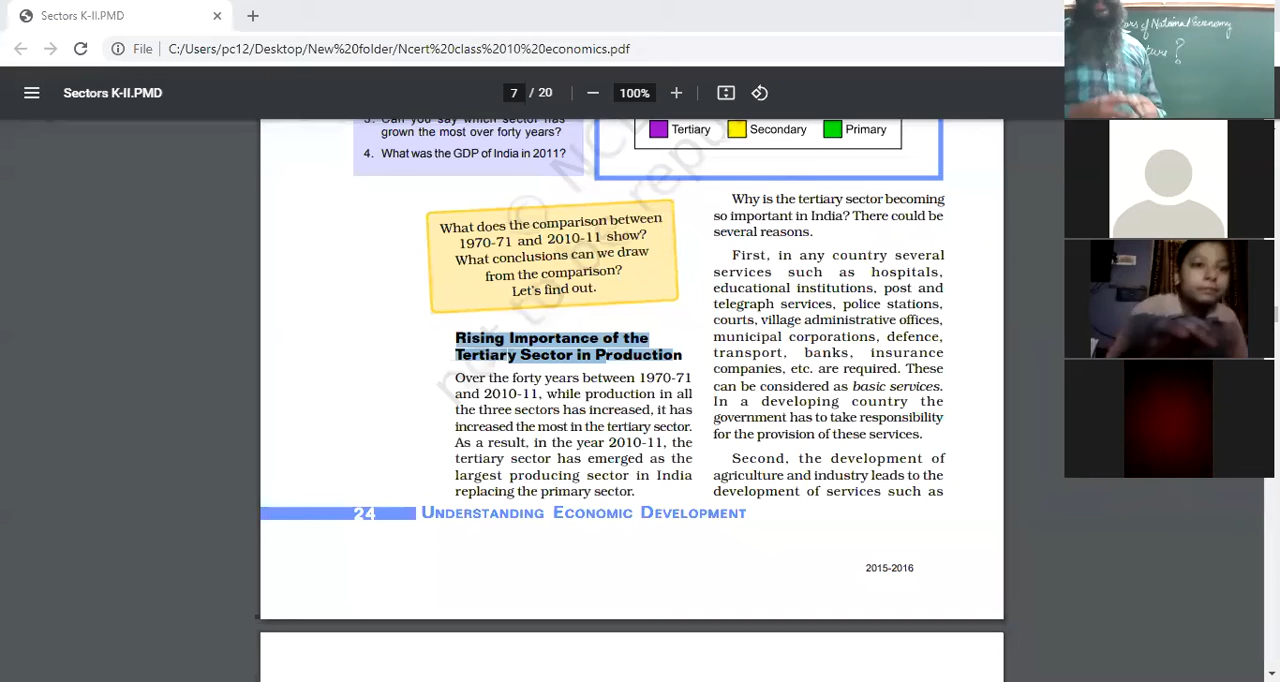 Sectors K-II.PMD
File
C:/Users/pc12/Desktop/New%20folder/Ncert%20class%2010%20economics.pdf
Sectors K-II.PMD
7 / 20
100%
3. Can you say which sector has
grown the most over forty years?
4. What was the GDP of India in 2011?
Tertiary Secondary Primary
What does the comparison between
1970-71 and 2010-11 show?
What conclusions can we draw
from the comparison?
Let's find out.
Rising Importance of the
Tertiary Sector in Production
Over the forty years between 1970-71
and 2010-11, while production in all
the three sectors has increased, it has
increased the most in the tertiary sector.
As a result, in the year 2010-11, the
tertiary sector has emerged as the
largest producing sector in India
replacing the primary sector.
Why is the tertiary sector becoming
so important in India? There could be
several reasons.
First, in any country several
services such as hospitals,
educational institutions, post and
telegraph services, police stations,
courts, village administrative offices,
municipal corporations, defence,
transport, banks, insurance
companies, etc. are required. These
can be considered as basic services.
In a developing country the
government has to take responsibility
for the provision of these services.
Second, the development of
agriculture and industry leads to the
development of services such as
24 UNDERSTANDING ECONOMIC DEVELOPMENT
2015-2016
of National Economy